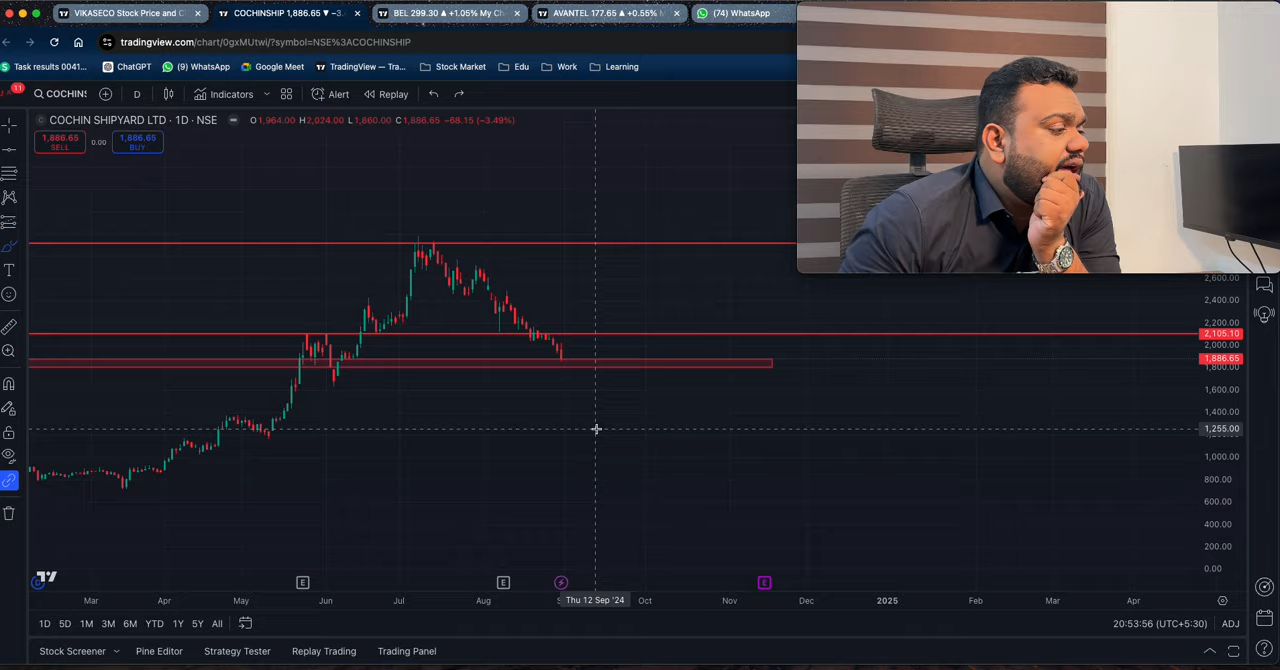 VIKASECO Stock Price and C
COCHINSHIP 1,886.65 ▼ −3.
BEL 299.30 ▲ +1.05% My Ch
AVANTEL 177.65 ▲ +0.55%
(74) WhatsApp
tradingview.com/chart/0gxMUtwl/?symbol=NSE%3ACOCHINSHIP
Task results 0041...
ChatGPT
(9) WhatsApp
Google Meet
TradingView — Tra...
Stock Market
Edu
Work
Learning
11
COCHINS
D
Indicators
Alert
Replay
COCHIN SHIPYARD LTD · 1D · NSE
O1,964.00 H2,024.00 L1,860.00 C1,886.65 −68.15 (−3.49%)
1,886.65 SELL
0.00
1,886.65 BUY
2,600.00
2,400.00
2,200.00
2,105.10
2,000.00
1,886.65
1,800.00
1,600.00
1,400.00
1,255.00
1,000.00
800.00
600.00
400.00
200.00
0.00
E
E
E
Mar Apr May Jun Jul Aug Thu 12 Sep '24 Oct Nov Dec 2025 Feb Mar Apr
1D 5D 1M 3M 6M YTD 1Y 5Y All
20:53:56 (UTC+5:30) ADJ
Stock Screener
Pine Editor
Strategy Tester
Replay Trading
Trading Panel